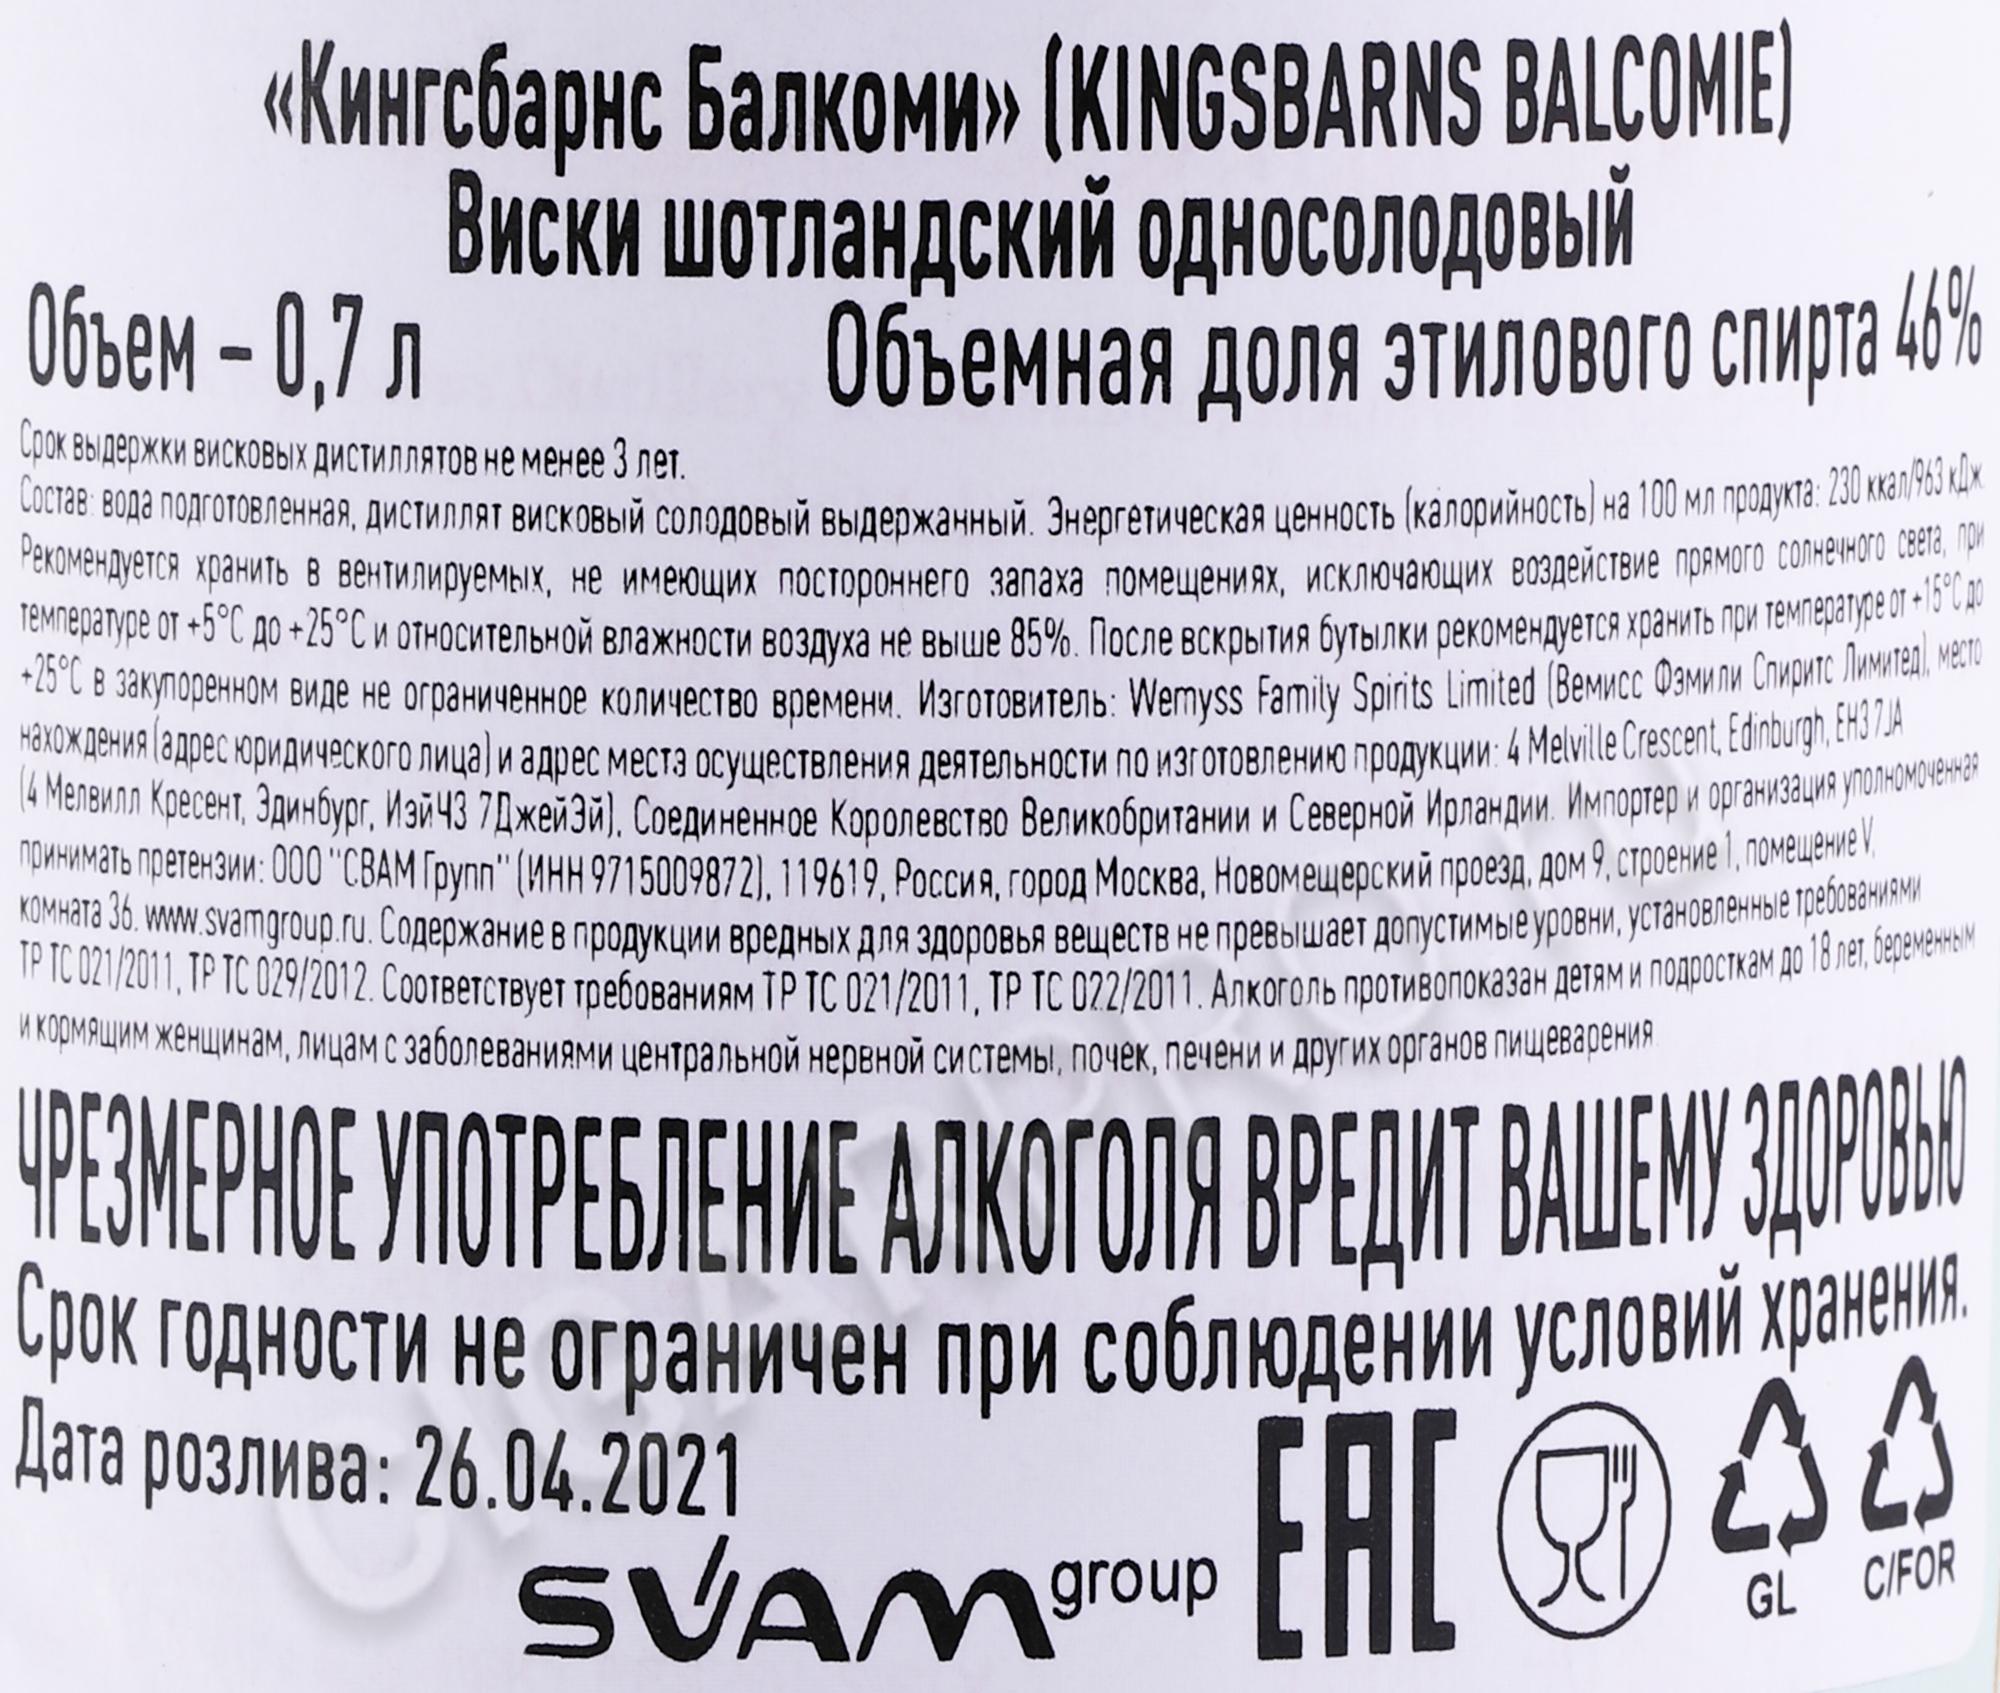 «Кингсбарнс Балкоми» (KINGSBARNS BALCOMIE)
Виски шотландский односолодовый
Объем – 0,7 л Объемная доля этилового спирта 46%
Срок выдержки висковых дистиллятов не менее 3 лет.
Состав: вода подготовленная, дистиллят висковый солодовый выдержанный. Энергетическая ценность (калорийность) на 100 мл продукта: 230 ккал/963 кДж.
Рекомендуется хранить в вентилируемых, не имеющих постороннего запаха помещениях, исключающих воздействие прямого солнечного света, при
температуре от +5°С до +25°С и относительной влажности воздуха не выше 85%. После вскрытия бутылки рекомендуется хранить при температуре от +15°С до
+25°С в закупоренном виде не ограниченное количество времени. Изготовитель: Wemyss Family Spirits Limited (Вемисс Фэмили Спиритс Лимитед), место
нахождения (адрес юридического лица) и адрес места осуществления деятельности по изготовлению продукции: 4 Melville Crescent, Edinburgh, EH3 7JA
(4 Мелвилл Кресент, Эдинбург, ИэйЧ3 7ДжейЭй), Соединенное Королевство Великобритании и Северной Ирландии. Импортер и организация уполномоченная
принимать претензии: ООО "СВАМ Групп" (ИНН 9715009872), 119619, Россия, город Москва, Новомещерский проезд, дом 9, строение 1, помещение V,
комната 36. www.svamgroup.ru. Содержание в продукции вредных для здоровья веществ не превышает допустимые уровни, установленные требованиями
ТР ТС 021/2011, ТР ТС 029/2012. Соответствует требованиям ТР ТС 021/2011, ТР ТС 022/2011. Алкоголь противопоказан детям и подросткам до 18 лет, беременным
и кормящим женщинам, лицам с заболеваниями центральной нервной системы, почек, печени и других органов пищеварения
ЧРЕЗМЕРНОЕ УПОТРЕБЛЕНИЕ АЛКОГОЛЯ ВРЕДИТ ВАШЕМУ ЗДОРОВЬЮ
Срок годности не ограничен при соблюдении условий хранения.
Дата розлива: 26.04.2021
SVAM group EAC GL C/FOR
CIGARPRO.ru